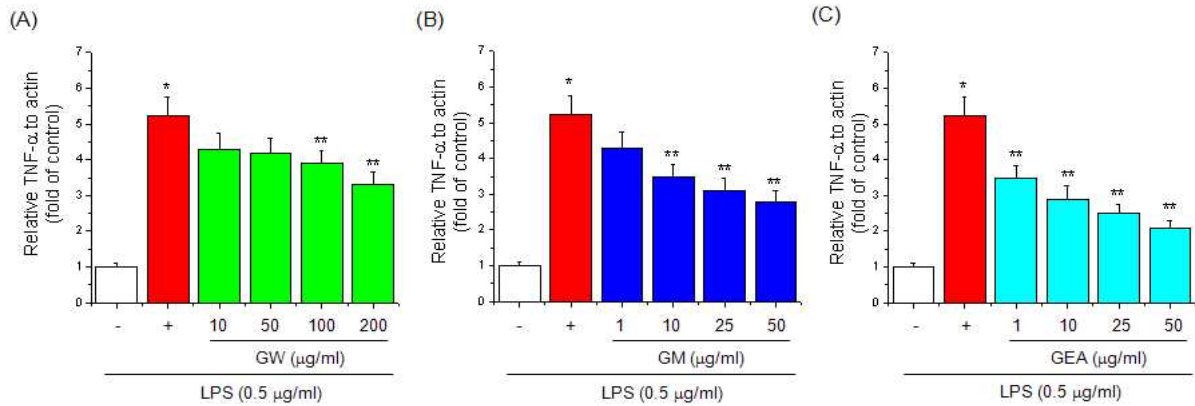 (A)
Relative TNF-α to actin
(fold of control)
7
6
5
4
3
2
1
0
*
**
**
- + 10 50 100 200
GW (μg/ml)
LPS (0.5 μg/ml)
(B)
Relative TNF-α to actin
(fold of control)
7
6
5
4
3
2
1
0
*
**
**
**
- + 1 10 25 50
GM (μg/ml)
LPS (0.5 μg/ml)
(C)
Relative TNF-α to actin
(fold of control)
7
6
5
4
3
2
1
0
*
**
**
**
**
- + 1 10 25 50
GEA (μg/ml)
LPS (0.5 μg/ml)